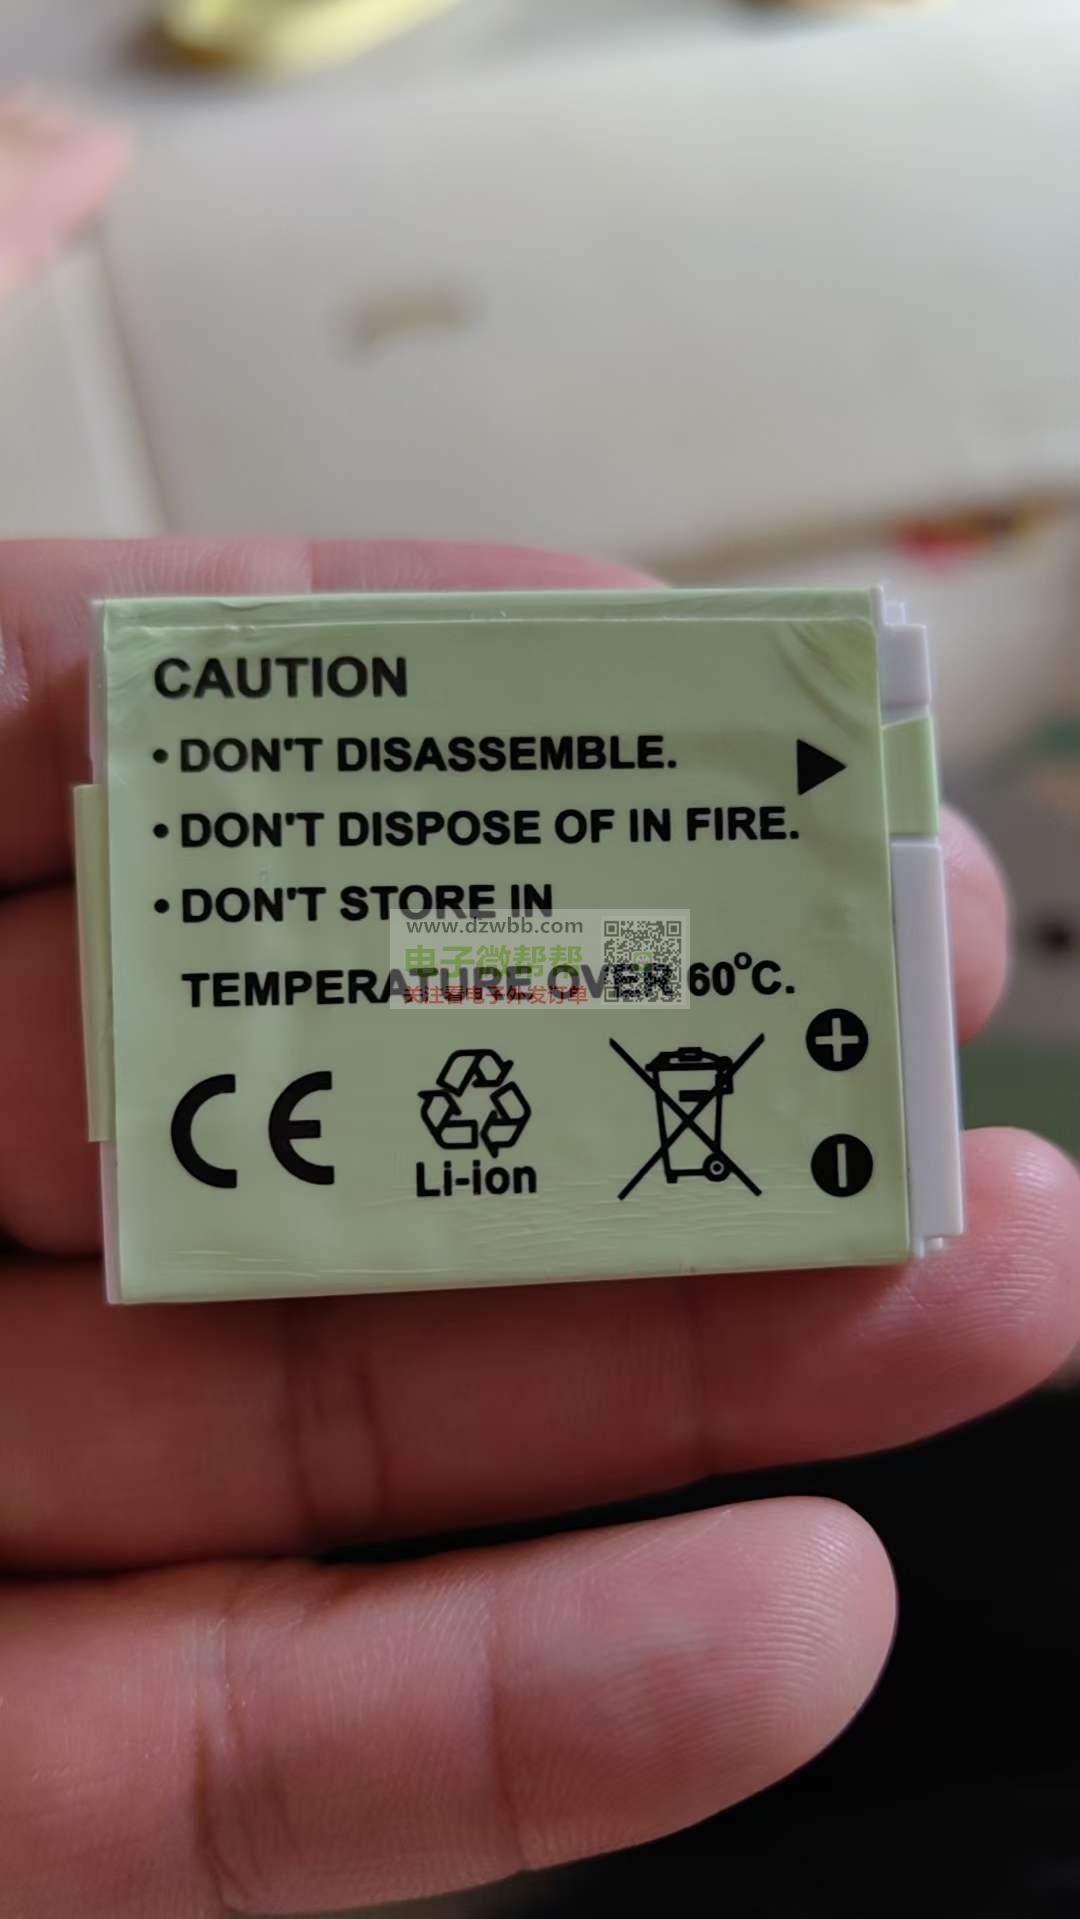 CAUTION
• DON'T DISASSEMBLE.
• DON'T DISPOSE OF IN FIRE.
• DON'T STORE IN
www.dzwbb.com
电子微帮帮
TEMPERATURE OVER 60°C.
关注看电子外发订单
CE
Li-ion